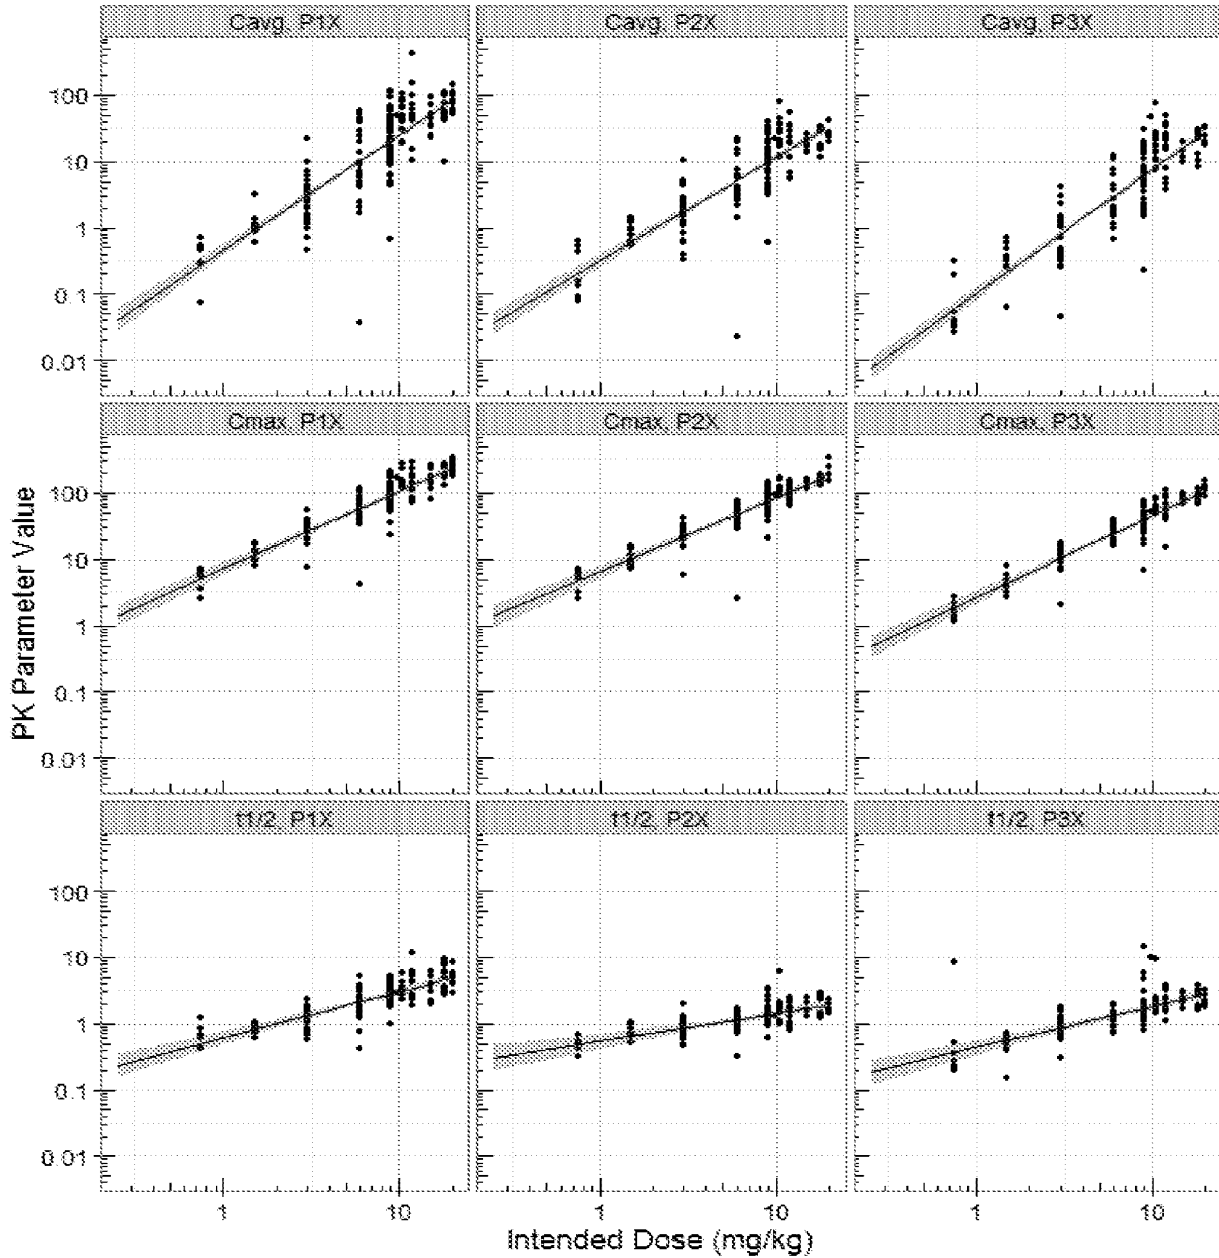 Cavg, P1X Cavg, P2X Cavg, P3X
100
10
1
0.1
0.01
Cmax, P1X Cmax, P2X Cmax, P3X
100
10
1
0.1
0.01
PK Parameter Value
t1/2, P1X t1/2, P2X t1/2, P3X
100
10
1
0.1
0.01
1 10 1 10 1 10
Intended Dose (mg/kg)